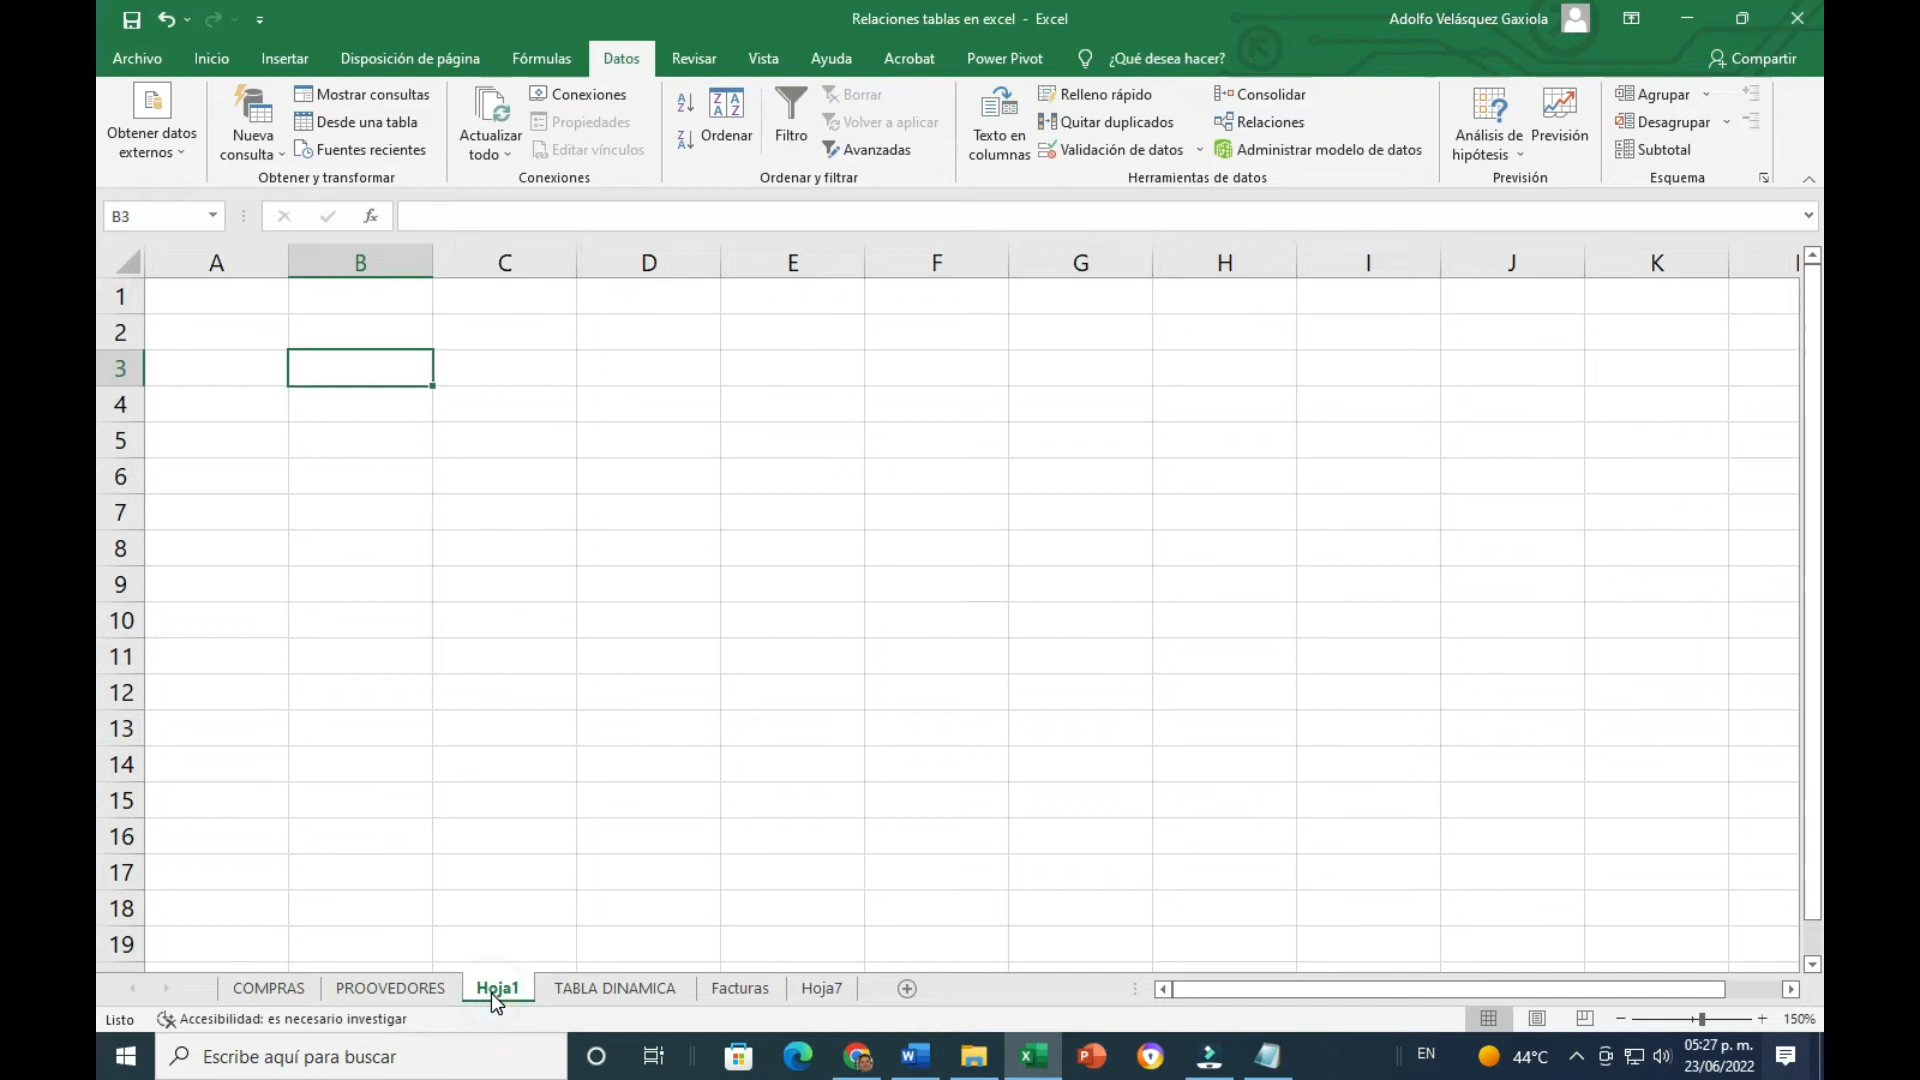 Relaciones tablas en excel - Excel
Adolfo Velásquez Gaxiola
Archivo Inicio Insertar Disposición de página Fórmulas Datos Revisar Vista Ayuda Acrobat Power Pivot ¿Qué desea hacer? Compartir
Obtener datos externos
Nueva consulta
Mostrar consultas
Desde una tabla
Fuentes recientes
Obtener y transformar
Actualizar todo
Conexiones
Propiedades
Editar vínculos
Conexiones
Ordenar
Filtro
Borrar
Volver a aplicar
Avanzadas
Ordenar y filtrar
Texto en columnas
Relleno rápido
Quitar duplicados
Validación de datos
Consolidar
Relaciones
Administrar modelo de datos
Herramientas de datos
Análisis de hipótesis
Previsión
Previsión
Agrupar
Desagrupar
Subtotal
Esquema
B3
fx
A B C D E F G H I J K
1
2
3
4
5
6
7
8
9
10
11
12
13
14
15
16
17
18
19
COMPRAS PROOVEDORES Hoja1 TABLA DINAMICA Facturas Hoja7
Listo Accesibilidad: es necesario investigar 150%
Escribe aquí para buscar
EN 44°C 05:27 p. m.
23/06/2022